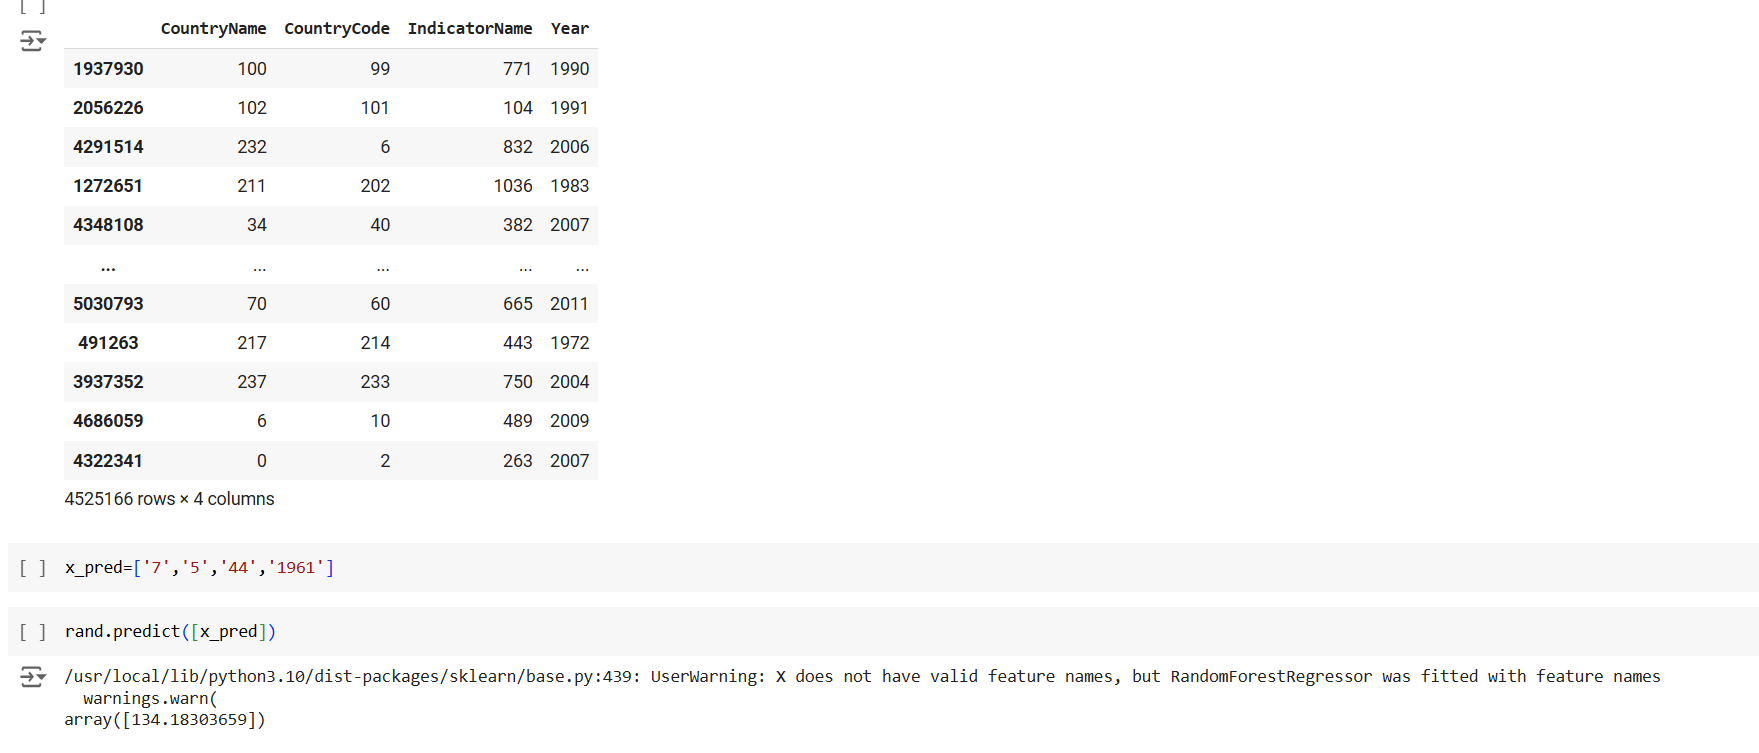 [ ]
CountryName CountryCode IndicatorName Year
1937930 100 99 771 1990
2056226 102 101 104 1991
4291514 232 6 832 2006
1272651 211 202 1036 1983
4348108 34 40 382 2007
... ... ... ... ...
5030793 70 60 665 2011
491263 217 214 443 1972
3937352 237 233 750 2004
4686059 6 10 489 2009
4322341 0 2 263 2007
4525166 rows × 4 columns
[ ] x_pred=['7','5','44','1961']
[ ] rand.predict([x_pred])
/usr/local/lib/python3.10/dist-packages/sklearn/base.py:439: UserWarning: X does not have valid feature names, but RandomForestRegressor was fitted with feature names
warnings.warn(
array([134.18303659])